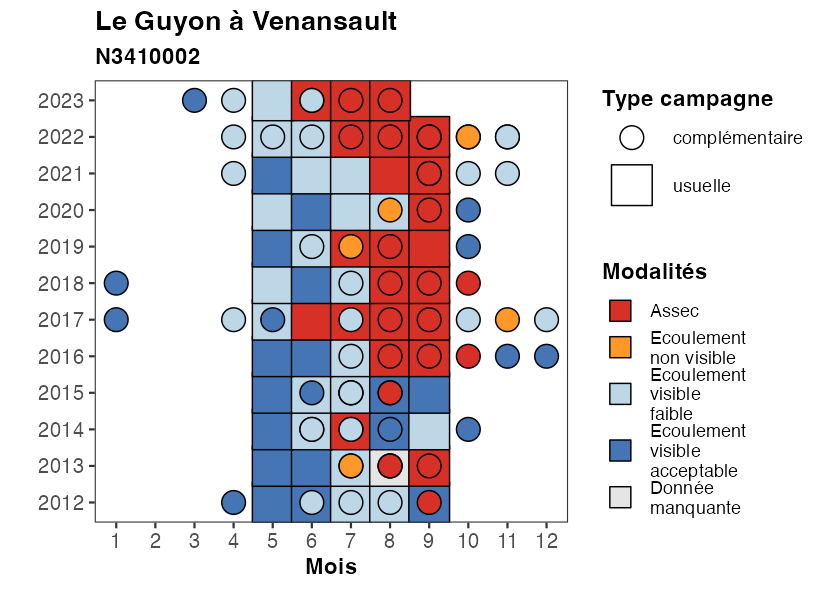 Le Guyon à Venansault
N3410002
2023
2022
2021
2020
2019
2018
2017
2016
2015
2014
2013
2012
1 2 3 4 5 6 7 8 9 10 11 12
Mois
Type campagne
complémentaire
usuelle
Modalités
Assec
Ecoulement
non visible
Ecoulement
visible
faible
Ecoulement
visible
acceptable
Donnée
manquante